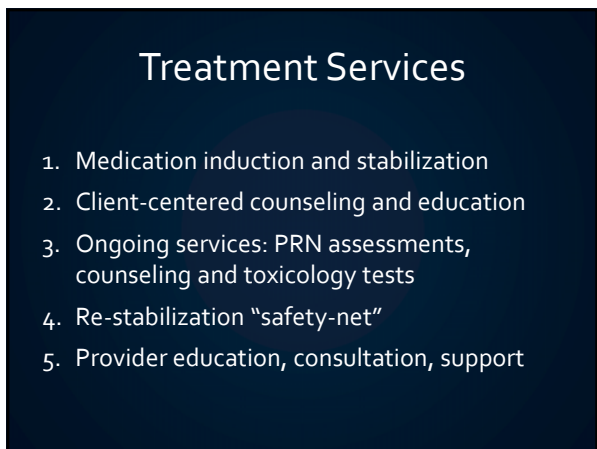 Treatment Services
1. Medication induction and stabilization
2. Client-centered counseling and education
3. Ongoing services: PRN assessments,
counseling and toxicology tests
4. Re-stabilization “safety-net”
5. Provider education, consultation, support